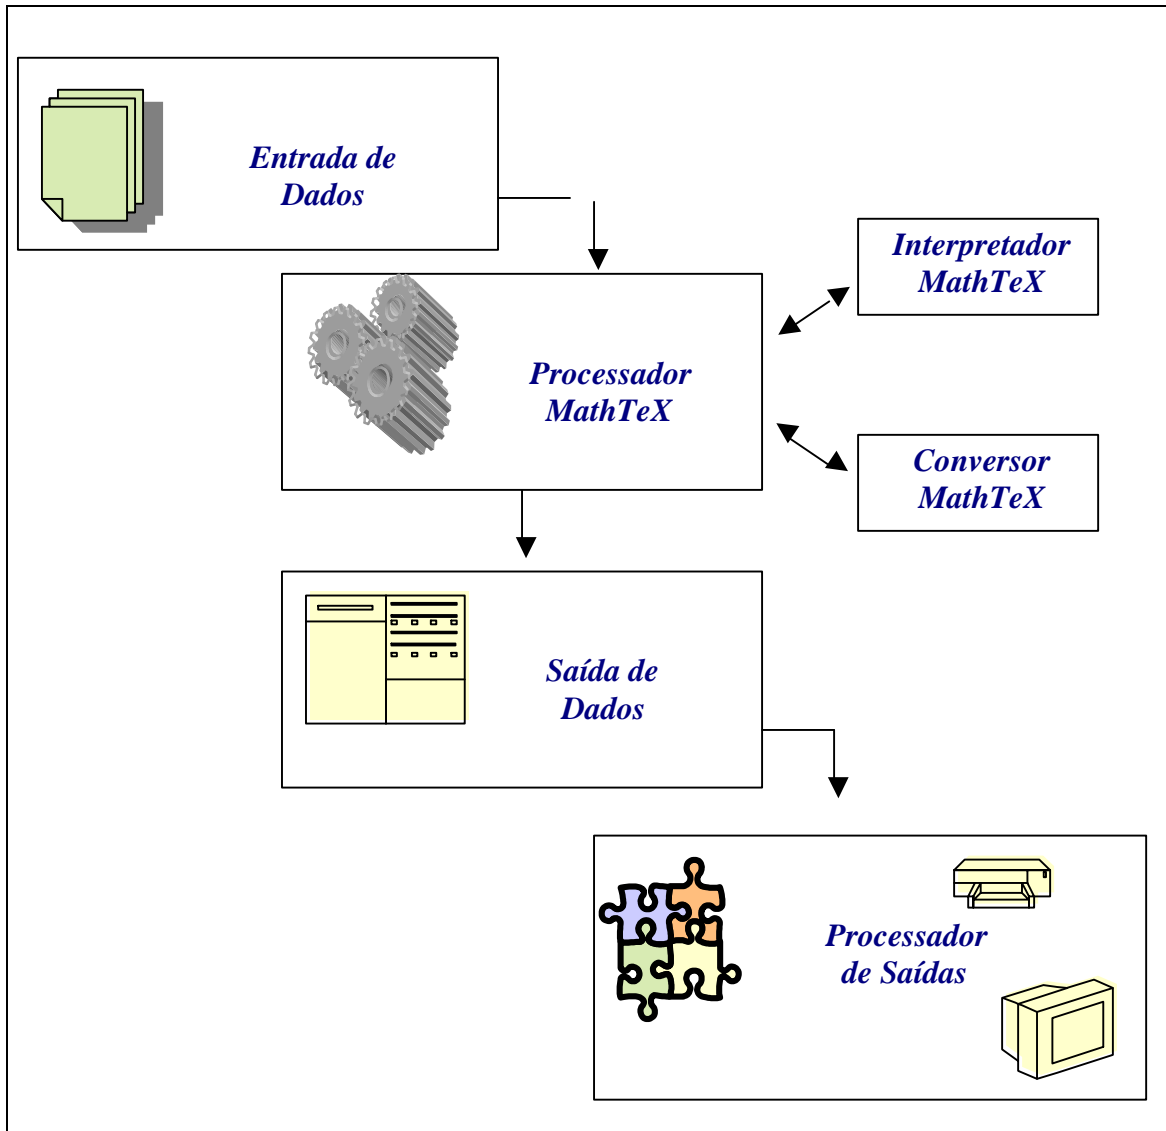 Entrada de
Dados
Interpretador
MathTeX
Processador
MathTeX
Conversor
MathTeX
Saída de
Dados
Processador
de Saídas